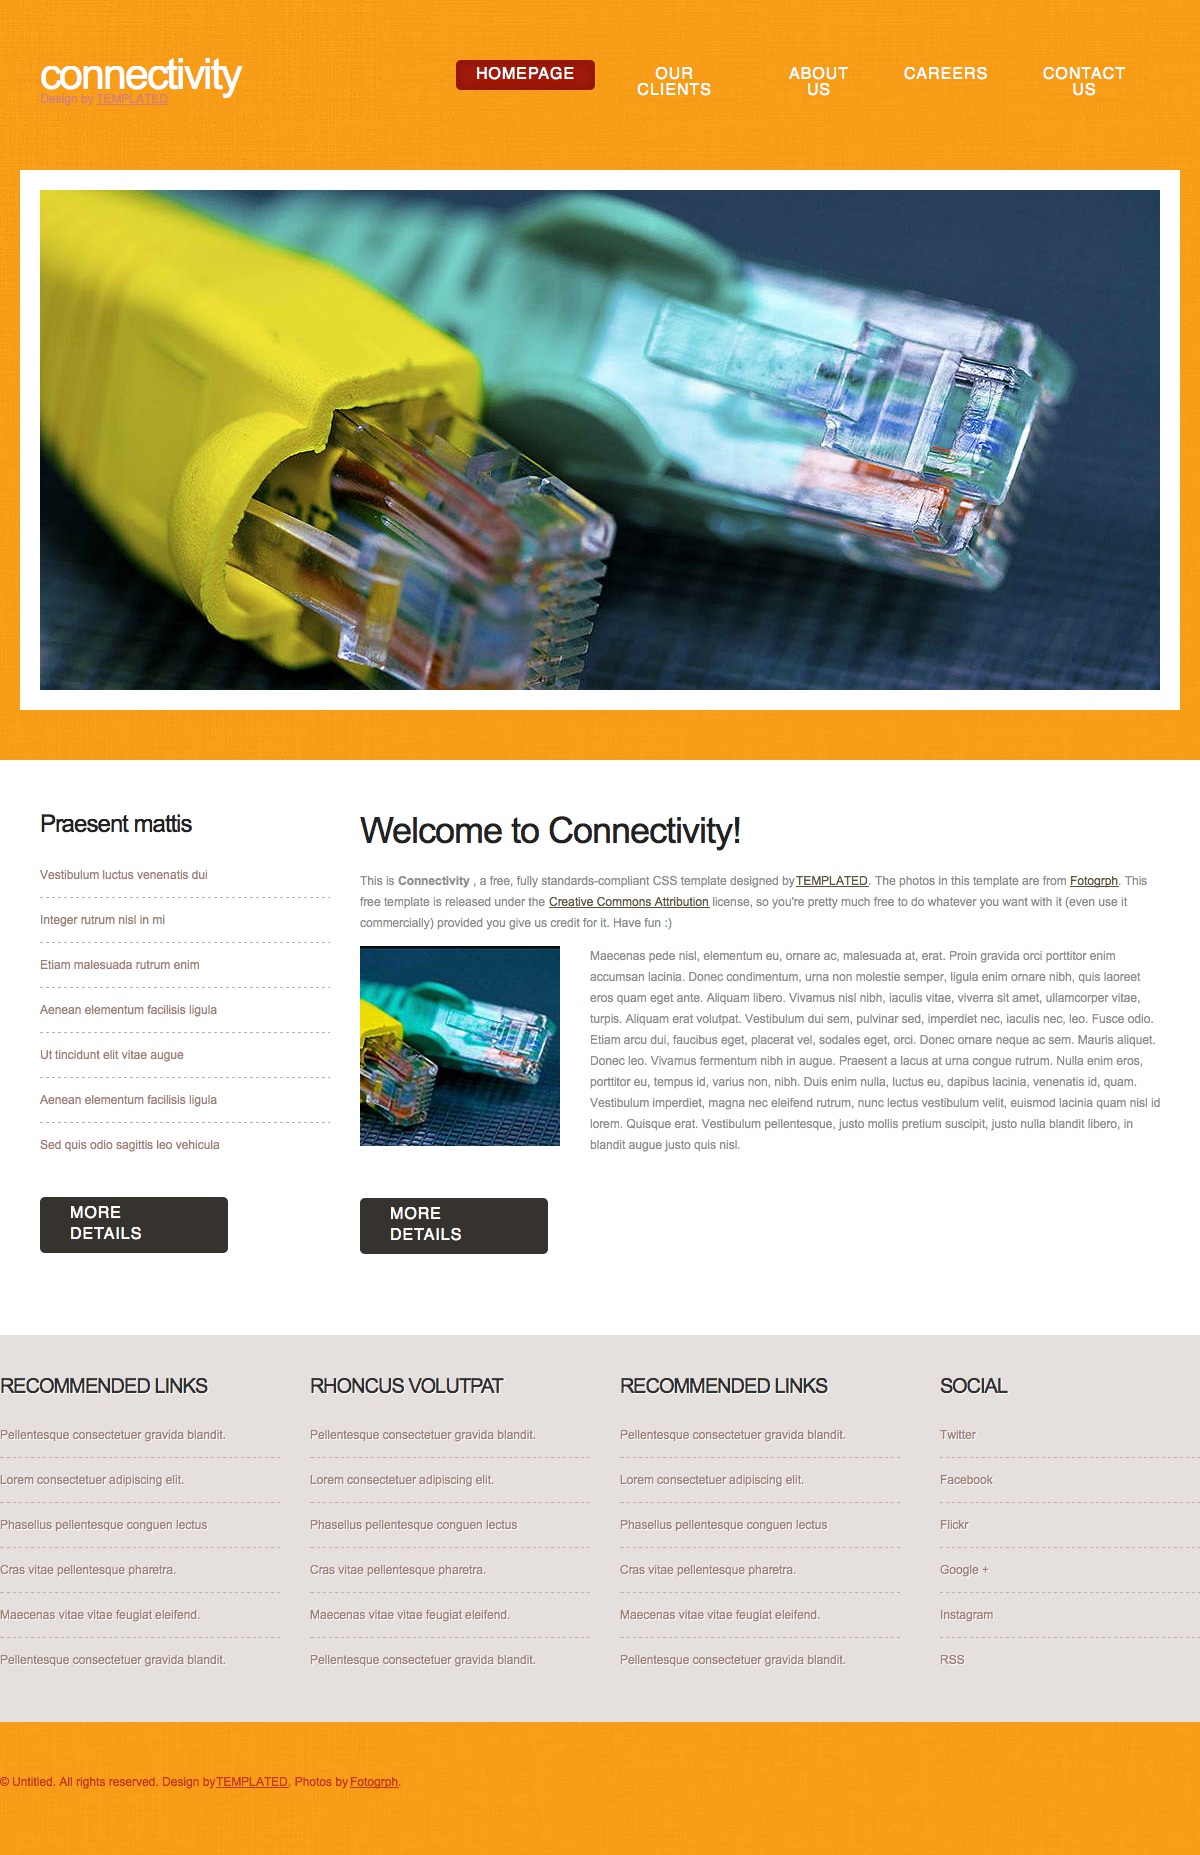 connectivity
Design by TEMPLATED
HOMEPAGE
OUR
CLIENTS
ABOUT
US
CAREERS
CONTACT
US
Praesent mattis
Vestibulum luctus venenatis dui
Integer rutrum nisl in mi
Etiam malesuada rutrum enim
Aenean elementum facilisis ligula
Ut tincidunt elit vitae augue
Aenean elementum facilisis ligula
Sed quis odio sagittis leo vehicula
MORE
DETAILS
Welcome to Connectivity!
This is Connectivity , a free, fully standards-compliant CSS template designed by TEMPLATED. The photos in this template are from Fotogrph. This
free template is released under the Creative Commons Attribution license, so you're pretty much free to do whatever you want with it (even use it
commercially) provided you give us credit for it. Have fun :)
Maecenas pede nisl, elementum eu, ornare ac, malesuada at, erat. Proin gravida orci porttitor enim
accumsan lacinia. Donec condimentum, urna non molestie semper, ligula enim ornare nibh, quis laoreet
eros quam eget ante. Aliquam libero. Vivamus nisl nibh, iaculis vitae, viverra sit amet, ullamcorper vitae,
turpis. Aliquam erat volutpat. Vestibulum dui sem, pulvinar sed, imperdiet nec, iaculis nec, leo. Fusce odio.
Etiam arcu dui, faucibus eget, placerat vel, sodales eget, orci. Donec ornare neque ac sem. Mauris aliquet.
Donec leo. Vivamus fermentum nibh in augue. Praesent a lacus at urna congue rutrum. Nulla enim eros,
porttitor eu, tempus id, varius non, nibh. Duis enim nulla, luctus eu, dapibus lacinia, venenatis id, quam.
Vestibulum imperdiet, magna nec eleifend rutrum, nunc lectus vestibulum velit, euismod lacinia quam nisl id
lorem. Quisque erat. Vestibulum pellentesque, justo mollis pretium suscipit, justo nulla blandit libero, in
blandit augue justo quis nisl.
MORE
DETAILS
RECOMMENDED LINKS
Pellentesque consectetuer gravida blandit.
Lorem consectetuer adipiscing elit.
Phasellus pellentesque conguen lectus
Cras vitae pellentesque pharetra.
Maecenas vitae vitae feugiat eleifend.
Pellentesque consectetuer gravida blandit.
RHONCUS VOLUTPAT
Pellentesque consectetuer gravida blandit.
Lorem consectetuer adipiscing elit.
Phasellus pellentesque conguen lectus
Cras vitae pellentesque pharetra.
Maecenas vitae vitae feugiat eleifend.
Pellentesque consectetuer gravida blandit.
RECOMMENDED LINKS
Pellentesque consectetuer gravida blandit.
Lorem consectetuer adipiscing elit.
Phasellus pellentesque conguen lectus
Cras vitae pellentesque pharetra.
Maecenas vitae vitae feugiat eleifend.
Pellentesque consectetuer gravida blandit.
SOCIAL
Twitter
Facebook
Flickr
Google +
Instagram
RSS
© Untitled. All rights reserved. Design by TEMPLATED. Photos by Fotogrph.